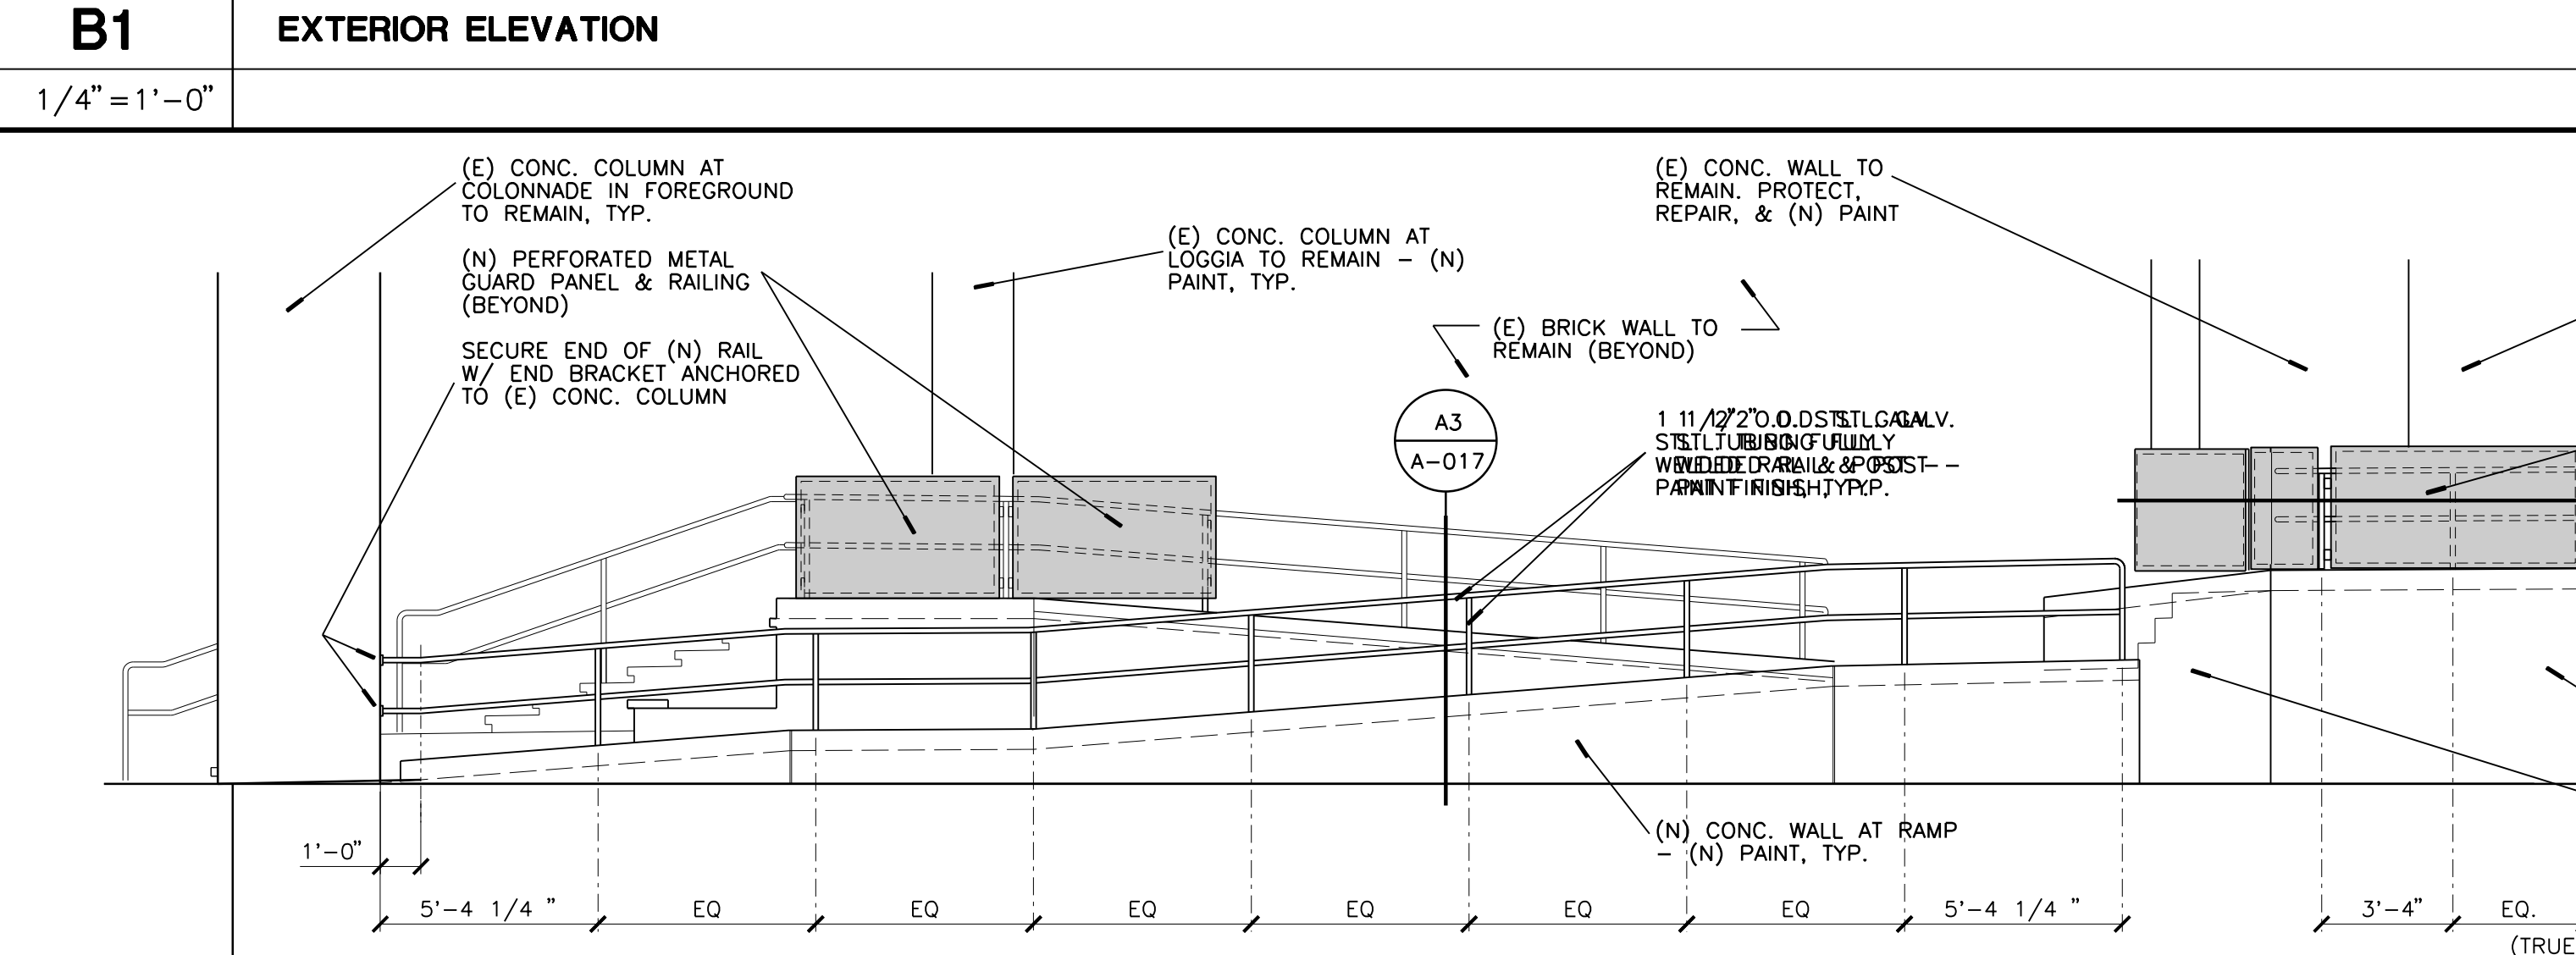 B1
EXTERIOR ELEVATION
1/4"=1'-0"
(E) CONC. COLUMN AT
COLONNADE IN FOREGROUND
TO REMAIN, TYP.
(N) PERFORATED METAL
GUARD PANEL & RAILING
(BEYOND)
SECURE END OF (N) RAIL
W/ END BRACKET ANCHORED
TO (E) CONC. COLUMN
(E) CONC. COLUMN AT
LOGGIA TO REMAIN – (N)
PAINT, TYP.
(E) BRICK WALL TO
REMAIN (BEYOND)
(E) CONC. WALL TO
REMAIN. PROTECT,
REPAIR, & (N) PAINT
A3
A-017
(N) CONC. WALL AT RAMP
– (N) PAINT, TYP.
1'-0"
5'-4 1/4 " EQ EQ EQ EQ EQ EQ 5'-4 1/4 " 3'-4" EQ.
(TRUE